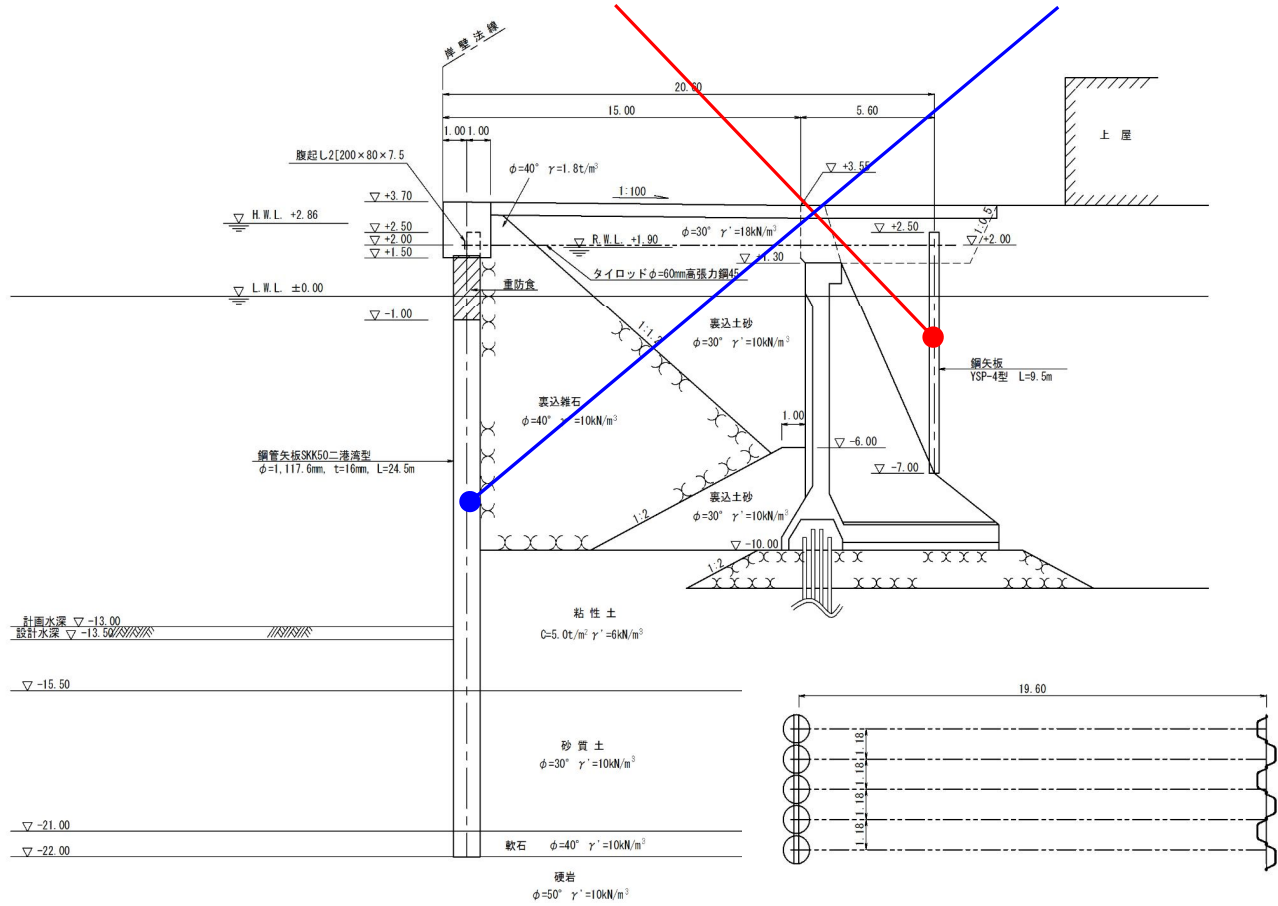 岸壁法線
20.60
15.00
5.60
1.00
1.00
上 屋
腹起し2[200×80×7.5
φ=40° γ=1.8t/m³
▽ +3.55
1:100
▽ +3.70
H.W.L. +2.86
▽ +2.50
▽ +2.00
▽ +1.50
R.W.L. +1.90
φ=30° γ'=18kN/m³
▽ +2.50
1:0.5
▽/+2.00
タイロッドφ=60mm高張力鋼45
L.W.L. ±0.00
重防食
▽ -1.00
裏込土砂
φ=30° γ'=10kN/m³
鋼矢板
YSP-4型 L=9.5m
裏込雑石
1.00
▽ -6.00
鋼管矢板SKK50二港湾型
φ=1,117.6mm, t=16mm, L=24.5m
▽ -7.00
裏込土砂
φ=30° γ'=10kN/m³
1:2
▽ -10.00
1:2
粘 性 土
C=5.0t/m² γ'=6kN/m³
計画水深 ▽ -13.00
設計水深 ▽ -13.50
▽ -15.50
19.60
砂 質 土
φ=30° γ'=10kN/m³
1.18
1.18
1.18
1.18
▽ -21.00
軟石 φ=40° γ'=10kN/m³
▽ -22.00
硬岩
φ=50° γ'=10kN/m³